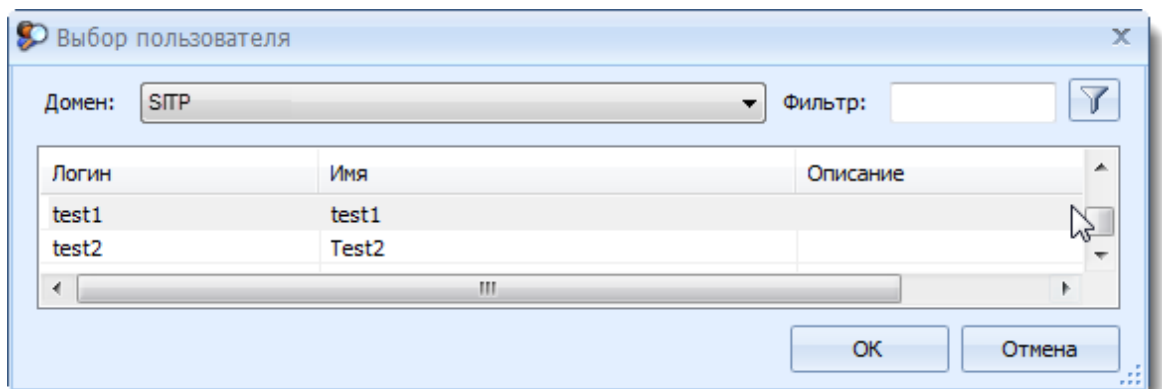 Выбор пользователя
Домен: SITP Фильтр:
Логин Имя Описание
test1 test1
test2 Test2
OK Отмена